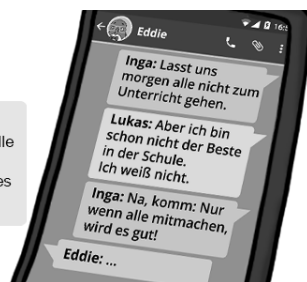 Eddie
16:
Inga: Lasst uns
morgen alle nicht zum
Unterricht gehen.
Lukas: Aber ich bin
schon nicht der Beste
in der Schule.
Ich weiß nicht.
Inga: Na, komm: Nur
wenn alle mitmachen,
wird es gut!
Eddie: ...